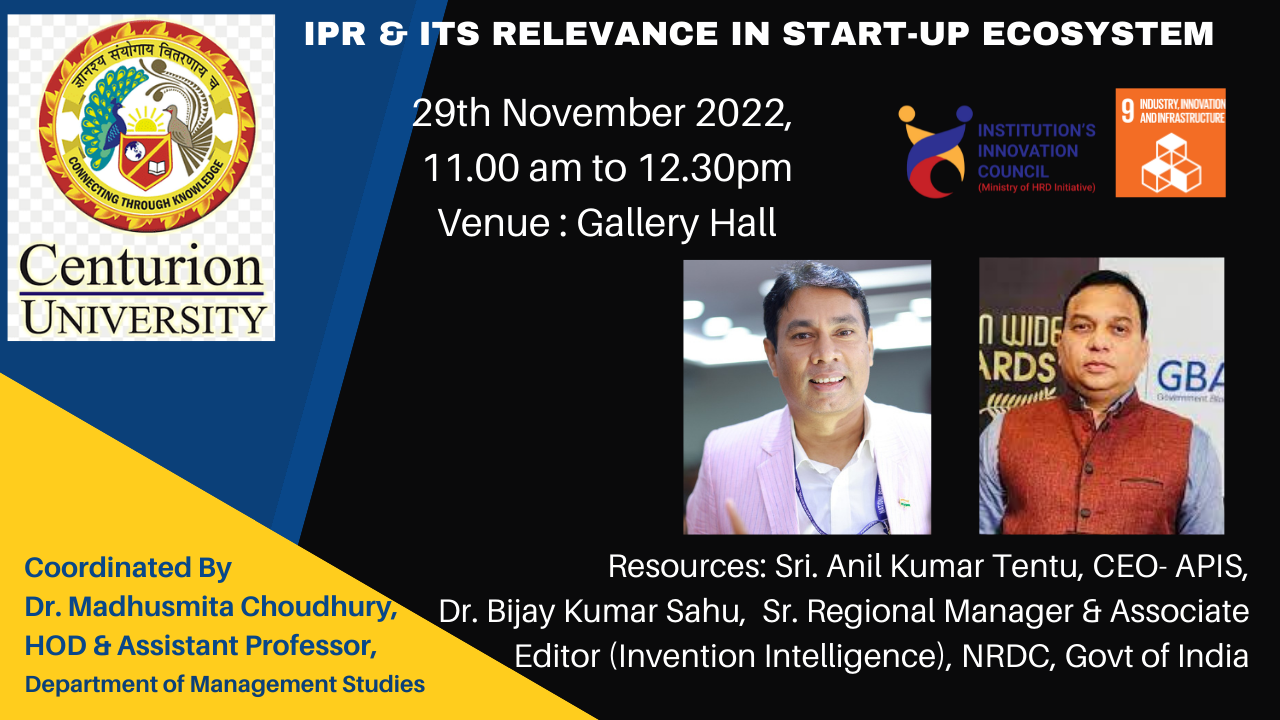 IPR & ITS RELEVANCE IN START-UP ECOSYSTEM
ज्ञानस्य संयोगाय वितरणाय च
CONNECTING THROUGH KNOWLEDGE
Centurion
UNIVERSITY
29th November 2022,
11.00 am to 12.30pm
Venue : Gallery Hall
INSTITUTION'S
INNOVATION
COUNCIL
(Ministry of HRD Initiative)
9 INDUSTRY, INNOVATION
AND INFRASTRUCTURE
N WIDE
ARDS
GBA
Coordinated By
Dr. Madhusmita Choudhury,
HOD & Assistant Professor,
Department of Management Studies
Resources: Sri. Anil Kumar Tentu, CEO- APIS,
Dr. Bijay Kumar Sahu,  Sr. Regional Manager & Associate
Editor (Invention Intelligence), NRDC, Govt of India